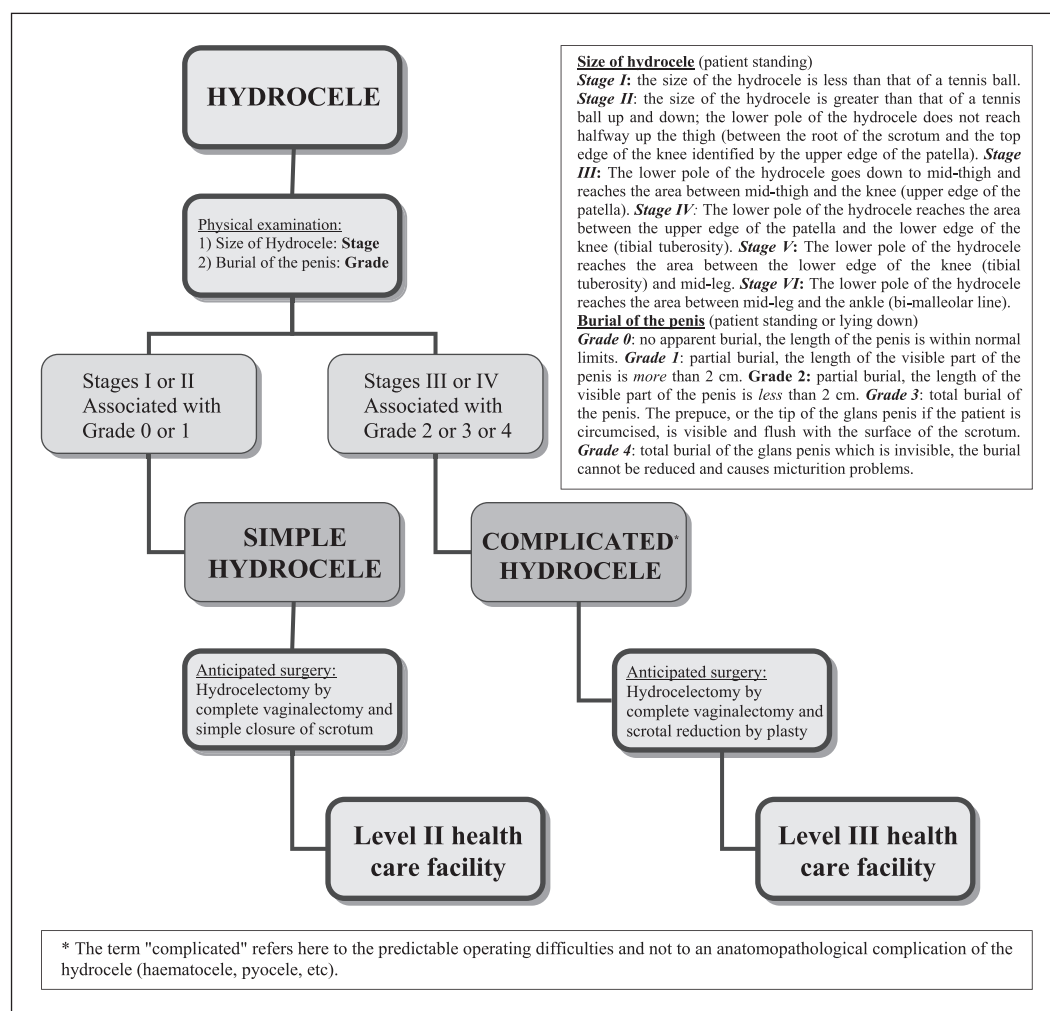 HYDROCELE
Size of hydrocele (patient standing)
Stage I: the size of the hydrocele is less than that of a tennis ball.
Stage II: the size of the hydrocele is greater than that of a tennis
ball up and down; the lower pole of the hydrocele does not reach
halfway up the thigh (between the root of the scrotum and the top
edge of the knee identified by the upper edge of the patella). Stage
III: The lower pole of the hydrocele goes down to mid-thigh and
reaches the area between mid-thigh and the knee (upper edge of the
patella). Stage IV: The lower pole of the hydrocele reaches the area
between the upper edge of the patella and the lower edge of the
knee (tibial tuberosity). Stage V: The lower pole of the hydrocele
reaches the area between the lower edge of the knee (tibial
tuberosity) and mid-leg. Stage VI: The lower pole of the hydrocele
reaches the area between mid-leg and the ankle (bi-malleolar line).
Burial of the penis (patient standing or lying down)
Grade 0: no apparent burial, the length of the penis is within normal
limits. Grade 1: partial burial, the length of the visible part of the
penis is more than 2 cm. Grade 2: partial burial, the length of the
visible part of the penis is less than 2 cm. Grade 3: total burial of
the penis. The prepuce, or the tip of the glans penis if the patient is
circumcised, is visible and flush with the surface of the scrotum.
Grade 4: total burial of the glans penis which is invisible, the burial
cannot be reduced and causes micturition problems.
Physical examination:
1) Size of Hydrocele: Stage
2) Burial of the penis: Grade
Stages I or II
Associated with
Grade 0 or 1
Stages III or IV
Associated with
Grade 2 or 3 or 4
SIMPLE
HYDROCELE
COMPLICATED*
HYDROCELE
Anticipated surgery:
Hydrocelectomy by
complete vaginalectomy and
simple closure of scrotum
Anticipated surgery:
Hydrocelectomy by
complete vaginalectomy and
scrotal reduction by plasty
Level II health
care facility
Level III health
care facility
* The term "complicated" refers here to the predictable operating difficulties and not to an anatomopathological complication of the
hydrocele (haematocele, pyocele, etc).